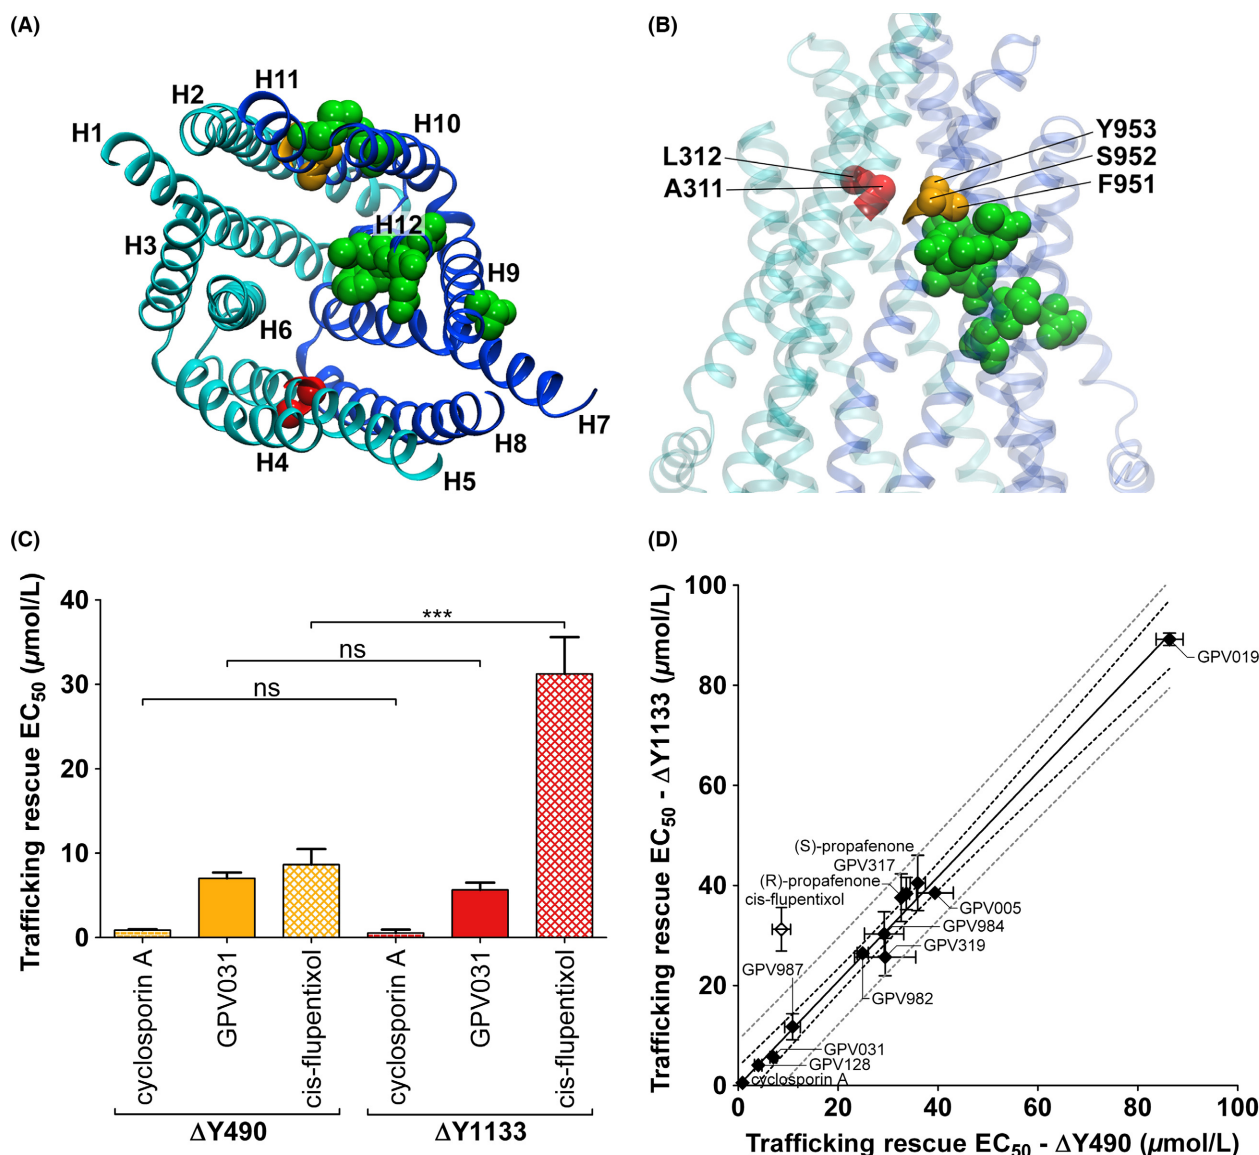 (A)
H11
H2
H10
H1
H12
H3
H9
H6
H7
H8
H4
H5
(B)
Y953
L312
S952
A311
F951
(C)
Trafficking rescue EC50 (µmol/L)
40
30
20
10
0
***
ns
ns
cyclosporin A
GPV031
cis-flupentixol
cyclosporin A
GPV031
cis-flupentixol
ΔY490
ΔY1133
(D)
Trafficking rescue EC50 - ΔY1133 (µmol/L)
100
80
60
40
20
0
GPV019
(S)-propafenone
GPV317
(R)-propafenone
cis-flupentixol
GPV005
GPV984
GPV319
GPV987
GPV982
GPV031
GPV128
cyclosporin A
0
20
40
60
80
100
Trafficking rescue EC50 - ΔY490 (µmol/L)